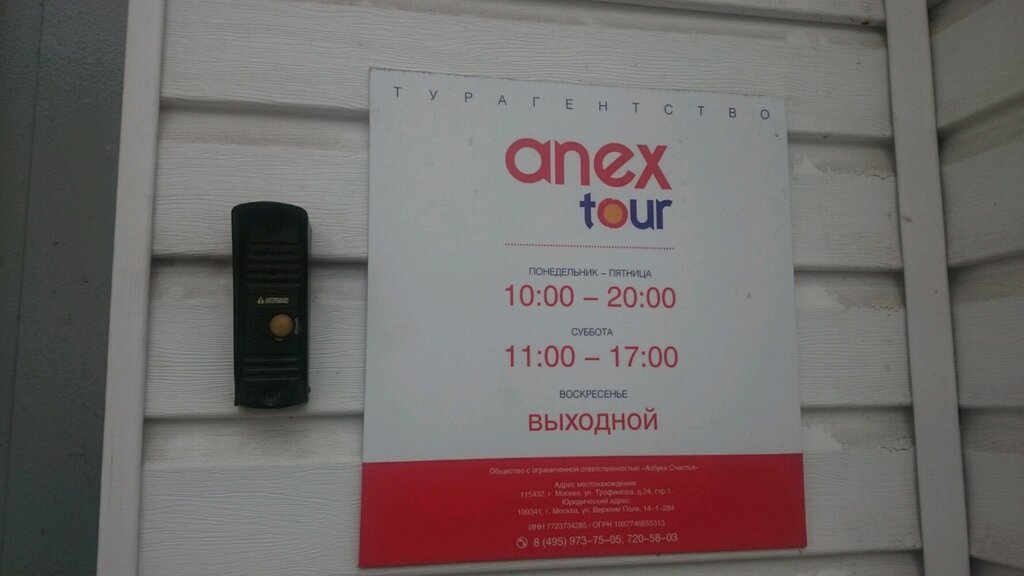 ТУРАГЕНТСТВО
anex
tour
ПОНЕДЕЛЬНИК – ПЯТНИЦА
10:00 – 20:00
СУББОТА
11:00 – 17:00
ВОСКРЕСЕНЬЕ
ВЫХОДНОЙ
Общество с ограниченной ответственностью «Азбука Счастья»
Адрес местонахождения:
115432, г. Москва, ул. Трофимова, д.24, стр.1
Юридический адрес:
109341, г. Москва, ул. Верхние Поля, 14-1-284
ИНН 7723734285 / ОГРН 1097746655313
8 (495) 973-75-05; 720-58-03